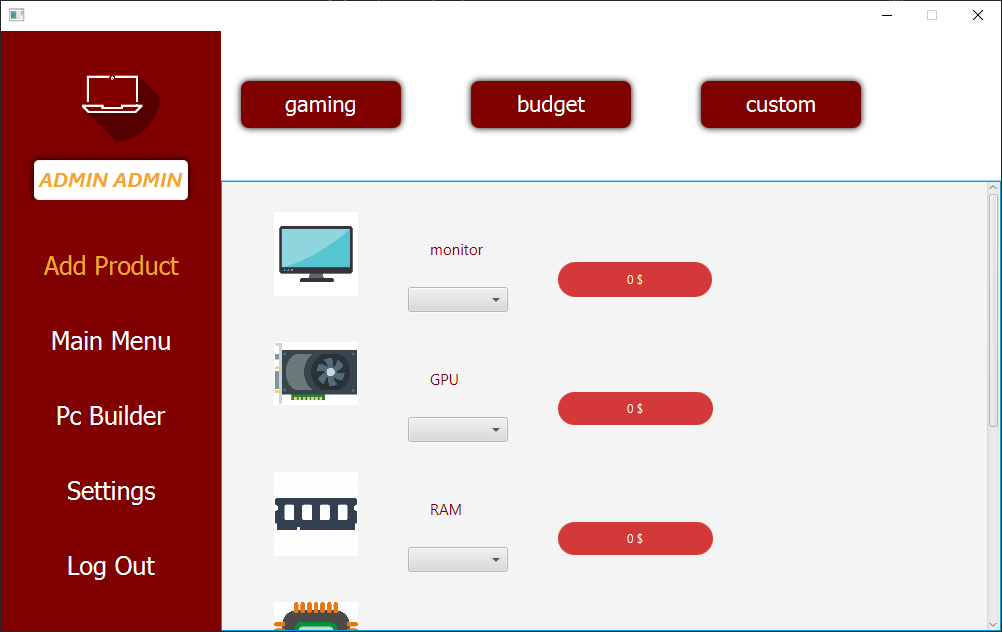 gaming
budget
custom
ADMIN ADMIN
Add Product
Main Menu
Pc Builder
Settings
Log Out
monitor
0 $
GPU
0 $
RAM
0 $